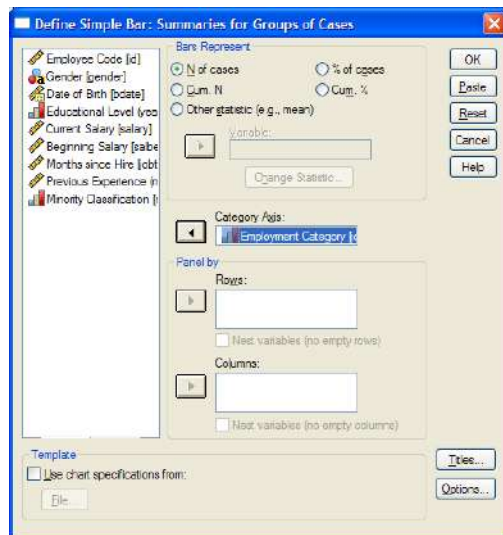 Define Simple Bar: Summaries for Groups of Cases
Employee Code [id]
Gender [gender]
Date of Birth [bdate]
Educational Level (yea
Current Salary [salary]
Beginning Salary [salbe
Months since Hire [jobt
Previous Experience (n
Minority Classification [
Bars Represent
N of cases
% of cases
Cum. N
Cum. %
Other statistic (e.g., mean)
Variable:
Change Statistic...
Category Axis:
Employment Category [jo
Panel by
Rows:
Nest variables (no empty rows)
Columns:
Nest variables (no empty columns)
Template
Use chart specifications from:
File...
OK
Paste
Reset
Cancel
Help
Titles...
Options...